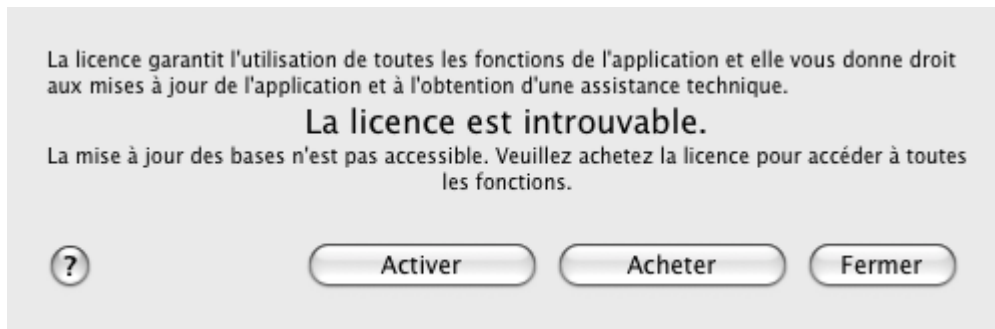 La licence garantit l'utilisation de toutes les fonctions de l'application et elle vous donne droit
aux mises à jour de l'application et à l'obtention d'une assistance technique.
La licence est introuvable.
La mise à jour des bases n'est pas accessible. Veuillez achetez la licence pour accéder à toutes
les fonctions.
? Activer Acheter Fermer